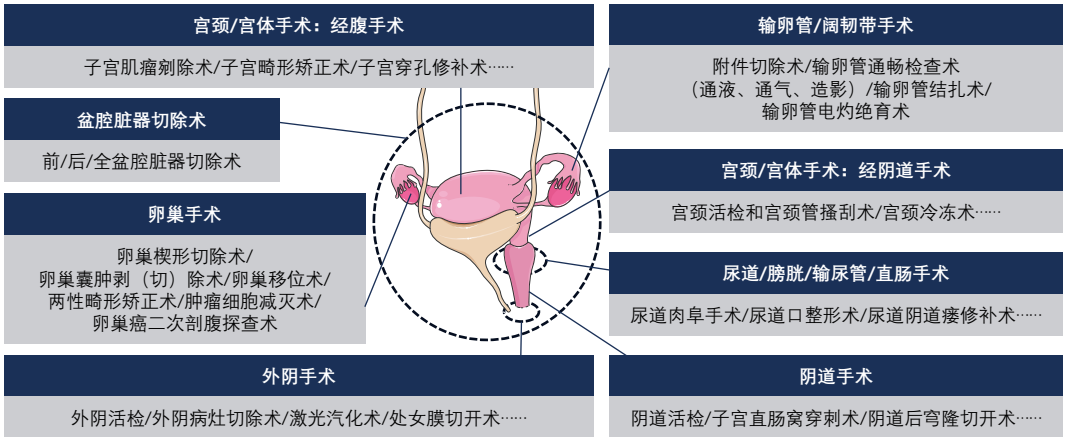 宫颈/宫体手术：经腹手术
子宫肌瘤剜除术/子宫畸形矫正术/子宫穿孔修补术……
盆腔脏器切除术
前/后/全盆腔脏器切除术
卵巢手术
卵巢楔形切除术/
卵巢囊肿剥（切）除术/卵巢移位术/
两性畸形矫正术/肿瘤细胞减灭术/
卵巢癌二次剖腹探查术
外阴手术
外阴活检/外阴病灶切除术/激光汽化术/处女膜切开术……
输卵管/阔韧带手术
附件切除术/输卵管通畅检查术
（通液、通气、造影）/输卵管结扎术/
输卵管电灼绝育术
宫颈/宫体手术：经阴道手术
宫颈活检和宫颈管搔刮术/宫颈冷冻术……
尿道/膀胱/输尿管/直肠手术
尿道肉阜手术/尿道口整形术/尿道阴道瘘修补术……
阴道手术
阴道活检/子宫直肠窝穿刺术/阴道后穹隆切开术……